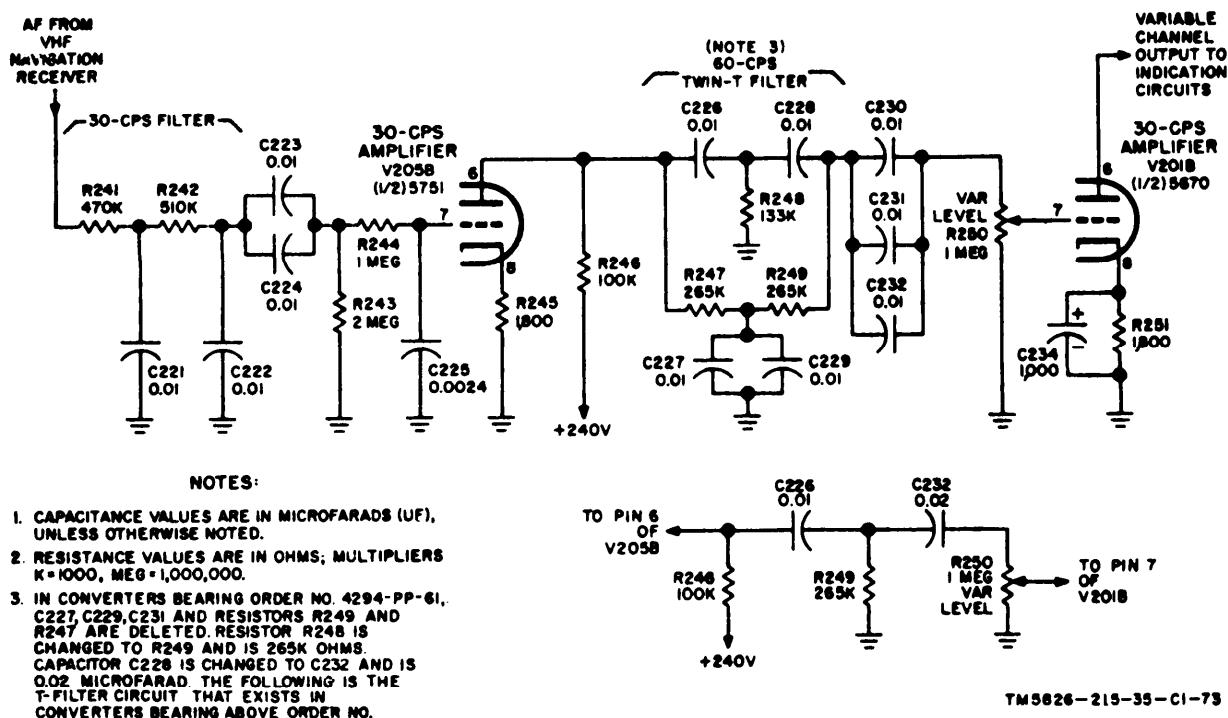 AF FROM
VHF
NAVIGATION
RECEIVER
30-CPS FILTER
R241
470K
R242
510K
C223
0.01
C224
0.01
C221
0.01
C222
0.01
R244
1 MEG
R243
2 MEG
C225
0.0024
30-CPS
AMPLIFIER
V205B
(1/2) 5751
6
7
8
R245
1,800
R246
100K
+240V
(NOTE 3)
60-CPS
TWIN-T FILTER
C226
0.01
C228
0.01
R248
133K
R247
265K
R249
265K
C227
0.01
C229
0.01
C230
0.01
C231
0.01
C232
0.01
VAR
LEVEL
R250
1 MEG
VARIABLE
CHANNEL
OUTPUT TO
INDICATION
CIRCUITS
30-CPS
AMPLIFIER
V201B
(1/2) 5670
6
7
8
+
-
C234
1,000
R251
1,800
NOTES:
1. CAPACITANCE VALUES ARE IN MICROFARADS (UF),
UNLESS OTHERWISE NOTED.
2. RESISTANCE VALUES ARE IN OHMS; MULTIPLIERS
K=1000, MEG=1,000,000.
3. IN CONVERTERS BEARING ORDER NO. 4294-PP-61,
C227, C229, C231 AND RESISTORS R249 AND
R247 ARE DELETED. RESISTOR R248 IS
CHANGED TO R249 AND IS 265K OHMS.
CAPACITOR C228 IS CHANGED TO C232 AND IS
0.02 MICROFARAD. THE FOLLOWING IS THE
T-FILTER CIRCUIT THAT EXISTS IN
CONVERTERS BEARING ABOVE ORDER NO.
TO PIN 6
OF
V205B
C226
0.01
C232
0.02
R246
100K
R249
265K
R250
1 MEG
VAR
LEVEL
TO PIN 7
OF
V201B
+240V
TM5826-215-35-C1-73